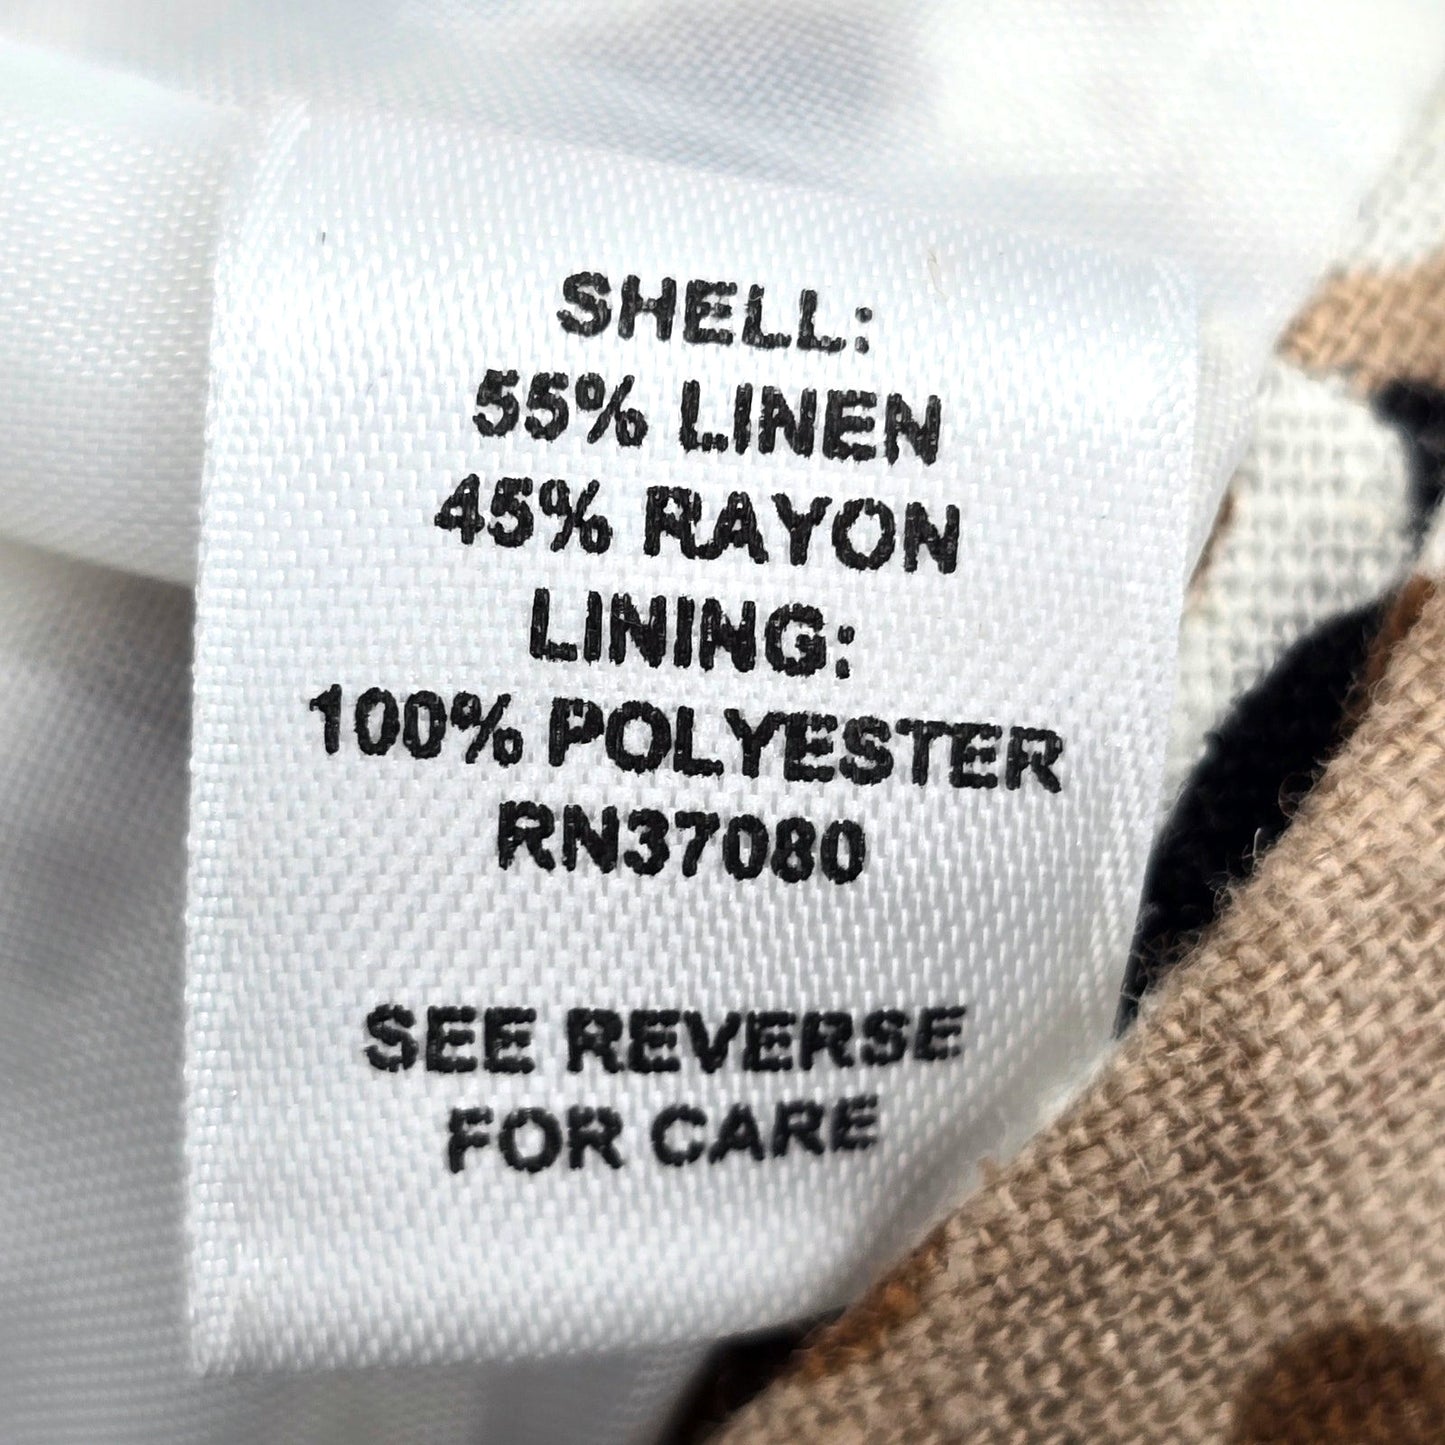 SHELL:
55% LINEN
45% RAYON
LINING:
100% POLYESTER
RN37080
SEE REVERSE
FOR CARE